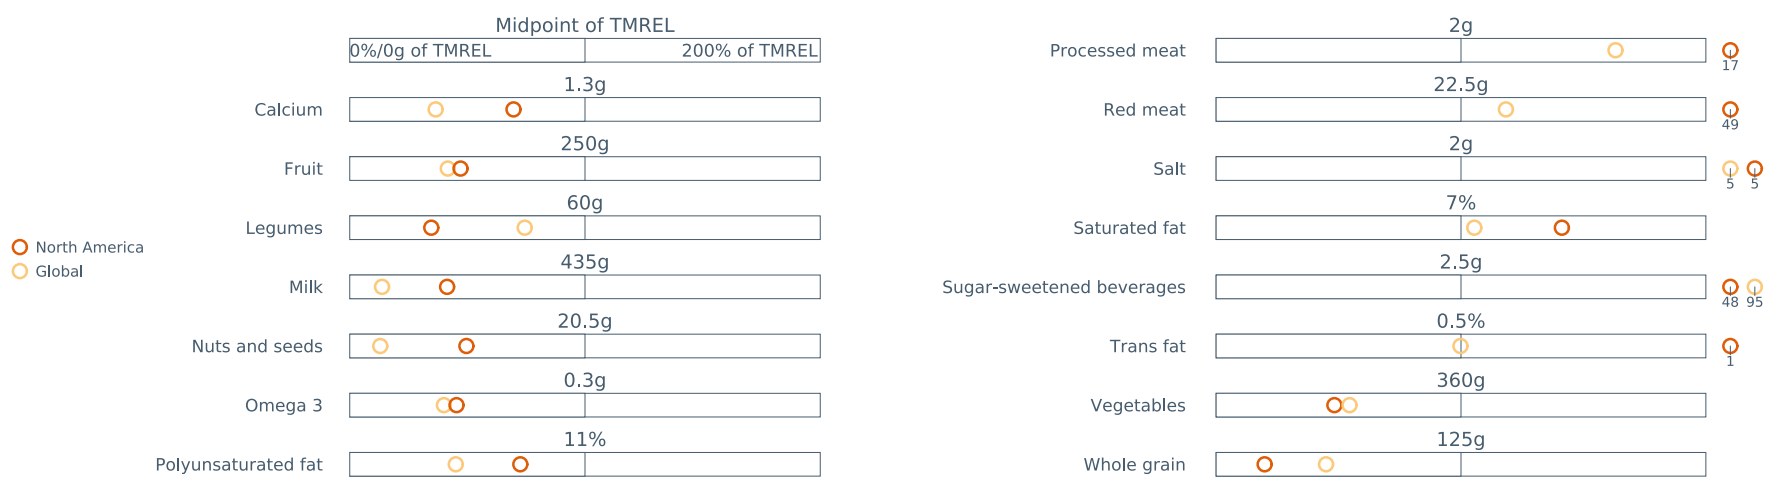 Midpoint of TMREL
0%/0g of TMREL 200% of TMREL
Calcium 1.3g
Fruit 250g
Legumes 60g
Milk 435g
Nuts and seeds 20.5g
Omega 3 0.3g
Polyunsaturated fat 11%
North America
Global
Processed meat 2g 17
Red meat 22.5g 49
Salt 2g 5 5
Saturated fat 7%
Sugar-sweetened beverages 2.5g 48 95
Trans fat 0.5% 1
Vegetables 360g
Whole grain 125g